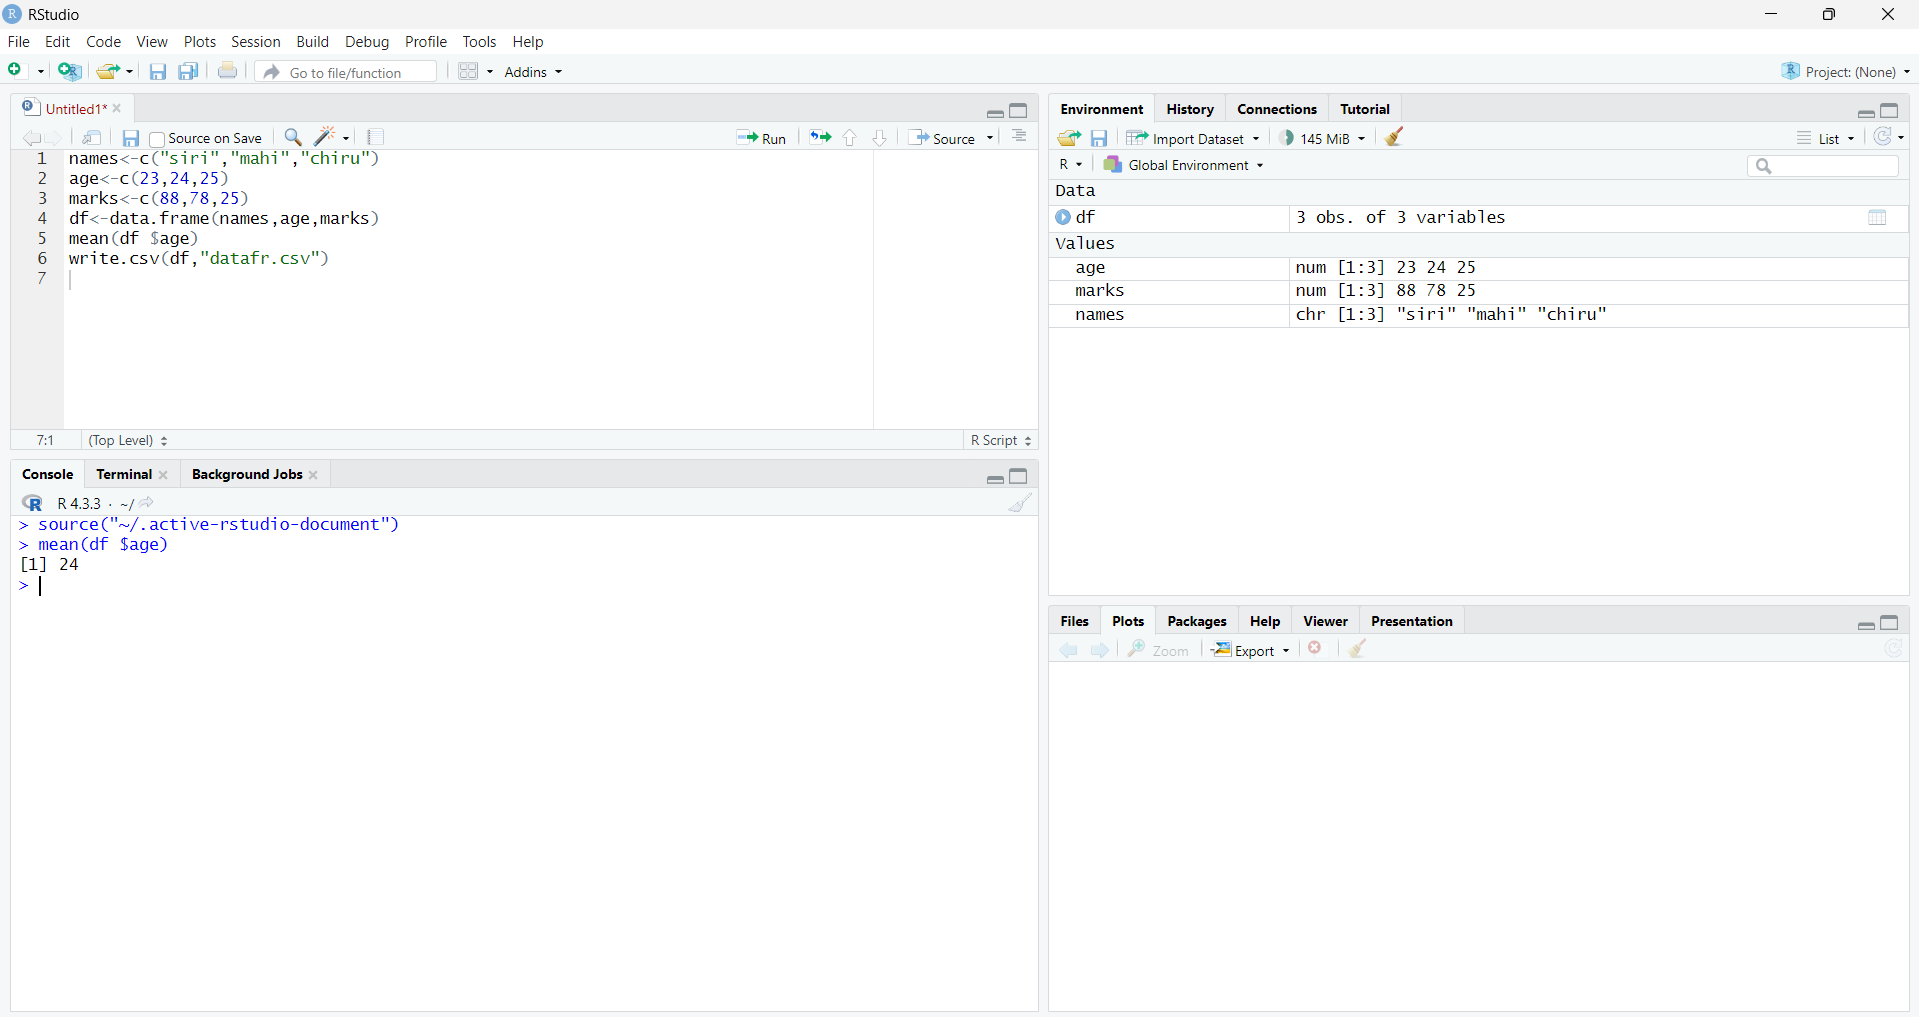 RStudio
File Edit Code View Plots Session Build Debug Profile Tools Help
Go to file/function Addins Project: (None)
Untitled1*
Source on Save Run Source
1 names<-c("siri","mahi","chiru")
2 age<-c(23,24,25)
3 marks<-c(88,78,25)
4 df<-data.frame(names,age,marks)
5 mean(df $age)
6 write.csv(df,"datafr.csv")
7
7:1 (Top Level) R Script
Console Terminal Background Jobs
R R 4.3.3 · ~/
> source("~/.active-rstudio-document")
> mean(df $age)
[1] 24
>
Environment History Connections Tutorial
Import Dataset 145 MiB List
R Global Environment
Data
df 3 obs. of 3 variables
Values
age num [1:3] 23 24 25
marks num [1:3] 88 78 25
names chr [1:3] "siri" "mahi" "chiru"
Files Plots Packages Help Viewer Presentation
Zoom Export